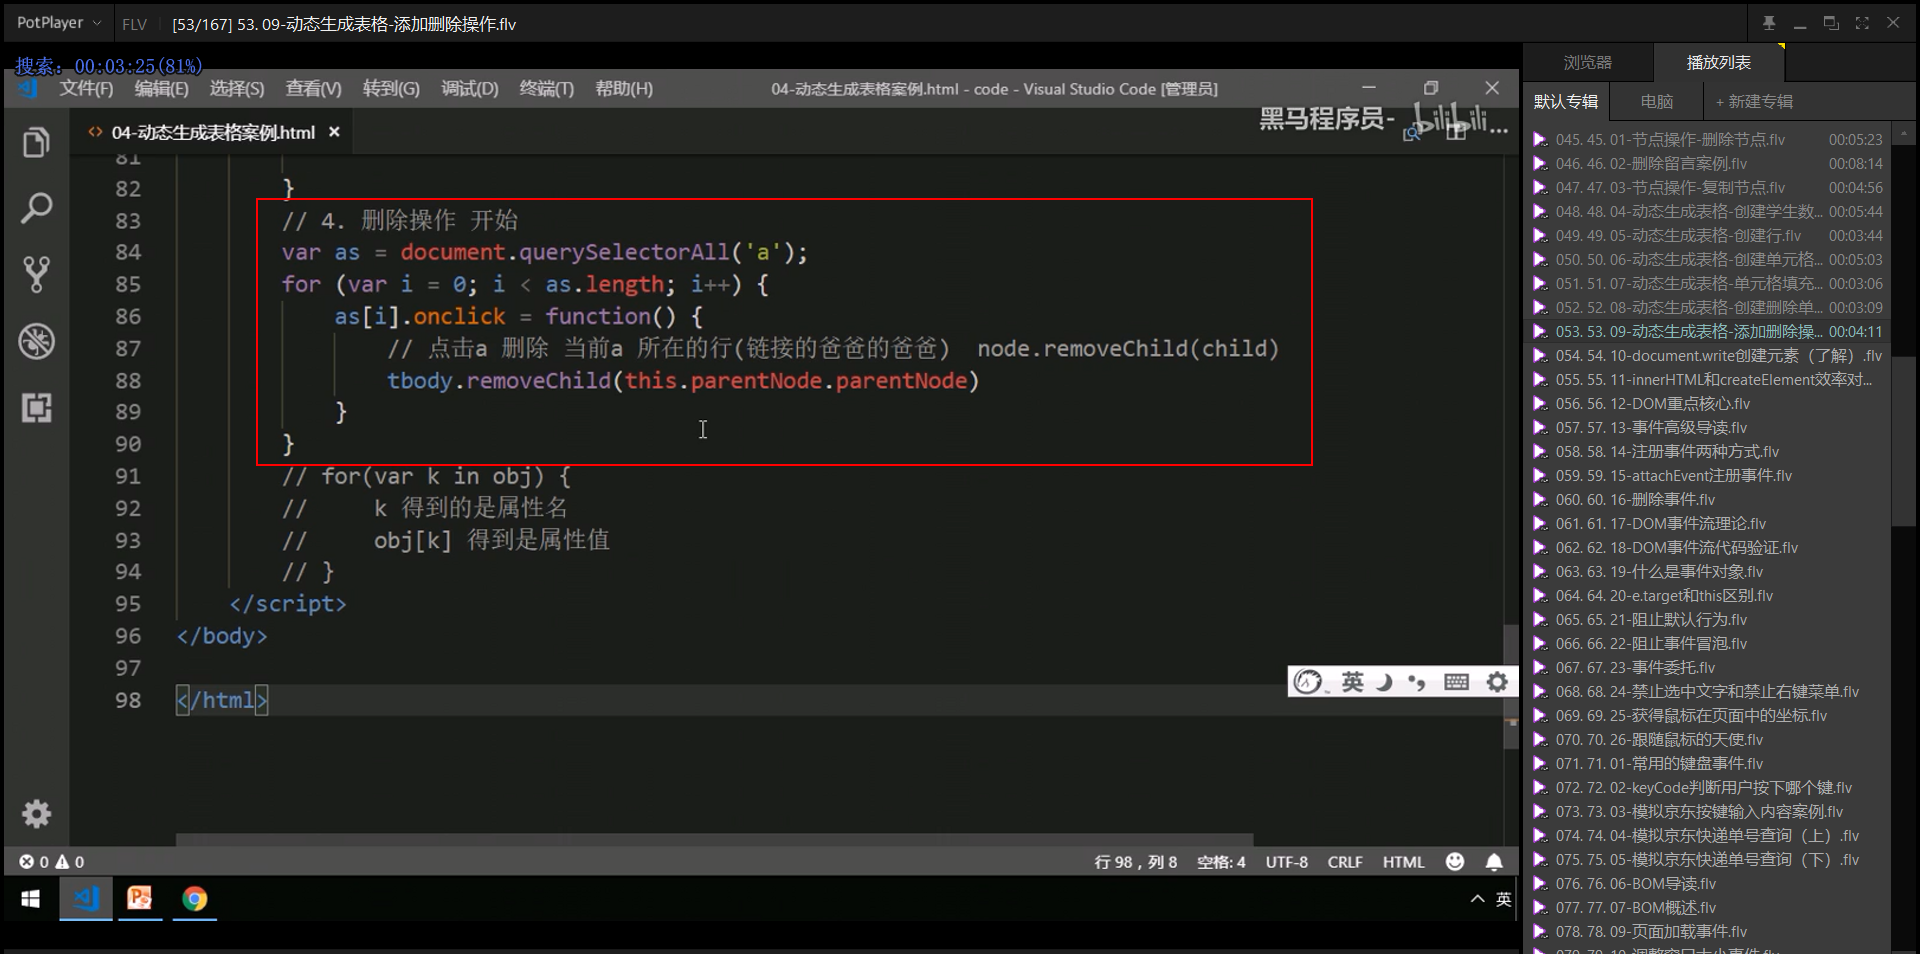 PotPlayer FLV [53/167] 53. 09-动态生成表格-添加删除操作.flv
搜索: 00:03:25(81%)
文件(F) 编辑(E) 选择(S) 查看(V) 转到(G) 调试(D) 终端(T) 帮助(H) 04-动态生成表格案例.html - code - Visual Studio Code [管理员]
<> 04-动态生成表格案例.html ×
黑马程序员- bilibili
81
82 }
83 // 4. 删除操作 开始
84 var as = document.querySelectorAll('a');
85 for (var i = 0; i < as.length; i++) {
86 as[i].onclick = function() {
87 // 点击a 删除 当前a 所在的行(链接的爸爸的爸爸) node.removeChild(child)
88 tbody.removeChild(this.parentNode.parentNode)
89 }
90 }
91 // for(var k in obj) {
92 // k 得到的是属性名
93 // obj[k] 得到是属性值
94 // }
95 </script>
96 </body>
97
98 </html>
英
0 0 行 98，列 8 空格: 4 UTF-8 CRLF HTML
英
浏览器 播放列表
默认专辑 电脑 + 新建专辑
045. 45. 01-节点操作-删除节点.flv 00:05:23
046. 46. 02-删除留言案例.flv 00:08:14
047. 47. 03-节点操作-复制节点.flv 00:04:56
048. 48. 04-动态生成表格-创建学生数... 00:05:44
049. 49. 05-动态生成表格-创建行.flv 00:03:44
050. 50. 06-动态生成表格-创建单元格... 00:05:03
051. 51. 07-动态生成表格-单元格填充... 00:03:06
052. 52. 08-动态生成表格-创建删除单... 00:03:09
053. 53. 09-动态生成表格-添加删除操... 00:04:11
054. 54. 10-document.write创建元素（了解）.flv
055. 55. 11-innerHTML和createElement效率对...
056. 56. 12-DOM重点核心.flv
057. 57. 13-事件高级导读.flv
058. 58. 14-注册事件两种方式.flv
059. 59. 15-attachEvent注册事件.flv
060. 60. 16-删除事件.flv
061. 61. 17-DOM事件流理论.flv
062. 62. 18-DOM事件流代码验证.flv
063. 63. 19-什么是事件对象.flv
064. 64. 20-e.target和this区别.flv
065. 65. 21-阻止默认行为.flv
066. 66. 22-阻止事件冒泡.flv
067. 67. 23-事件委托.flv
068. 68. 24-禁止选中文字和禁止右键菜单.flv
069. 69. 25-获得鼠标在页面中的坐标.flv
070. 70. 26-跟随鼠标的天使.flv
071. 71. 01-常用的键盘事件.flv
072. 72. 02-keyCode判断用户按下哪个键.flv
073. 73. 03-模拟京东按键输入内容案例.flv
074. 74. 04-模拟京东快递单号查询（上）.flv
075. 75. 05-模拟京东快递单号查询（下）.flv
076. 76. 06-BOM导读.flv
077. 77. 07-BOM概述.flv
078. 78. 09-页面加载事件.flv